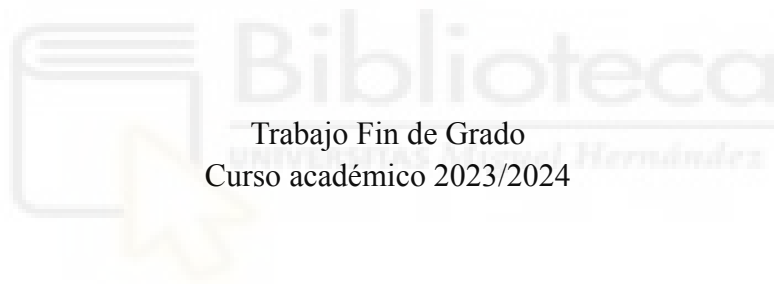 Biblioteca
UNIVERSITAS Miguel Hernández
Trabajo Fin de Grado
Curso académico 2023/2024